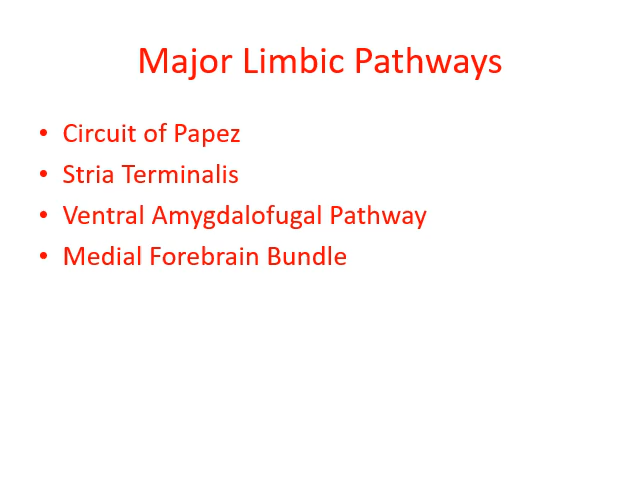 Major Limbic Pathways
• Circuit of Papez
• Stria Terminalis
• Ventral Amygdalofugal Pathway
• Medial Forebrain Bundle